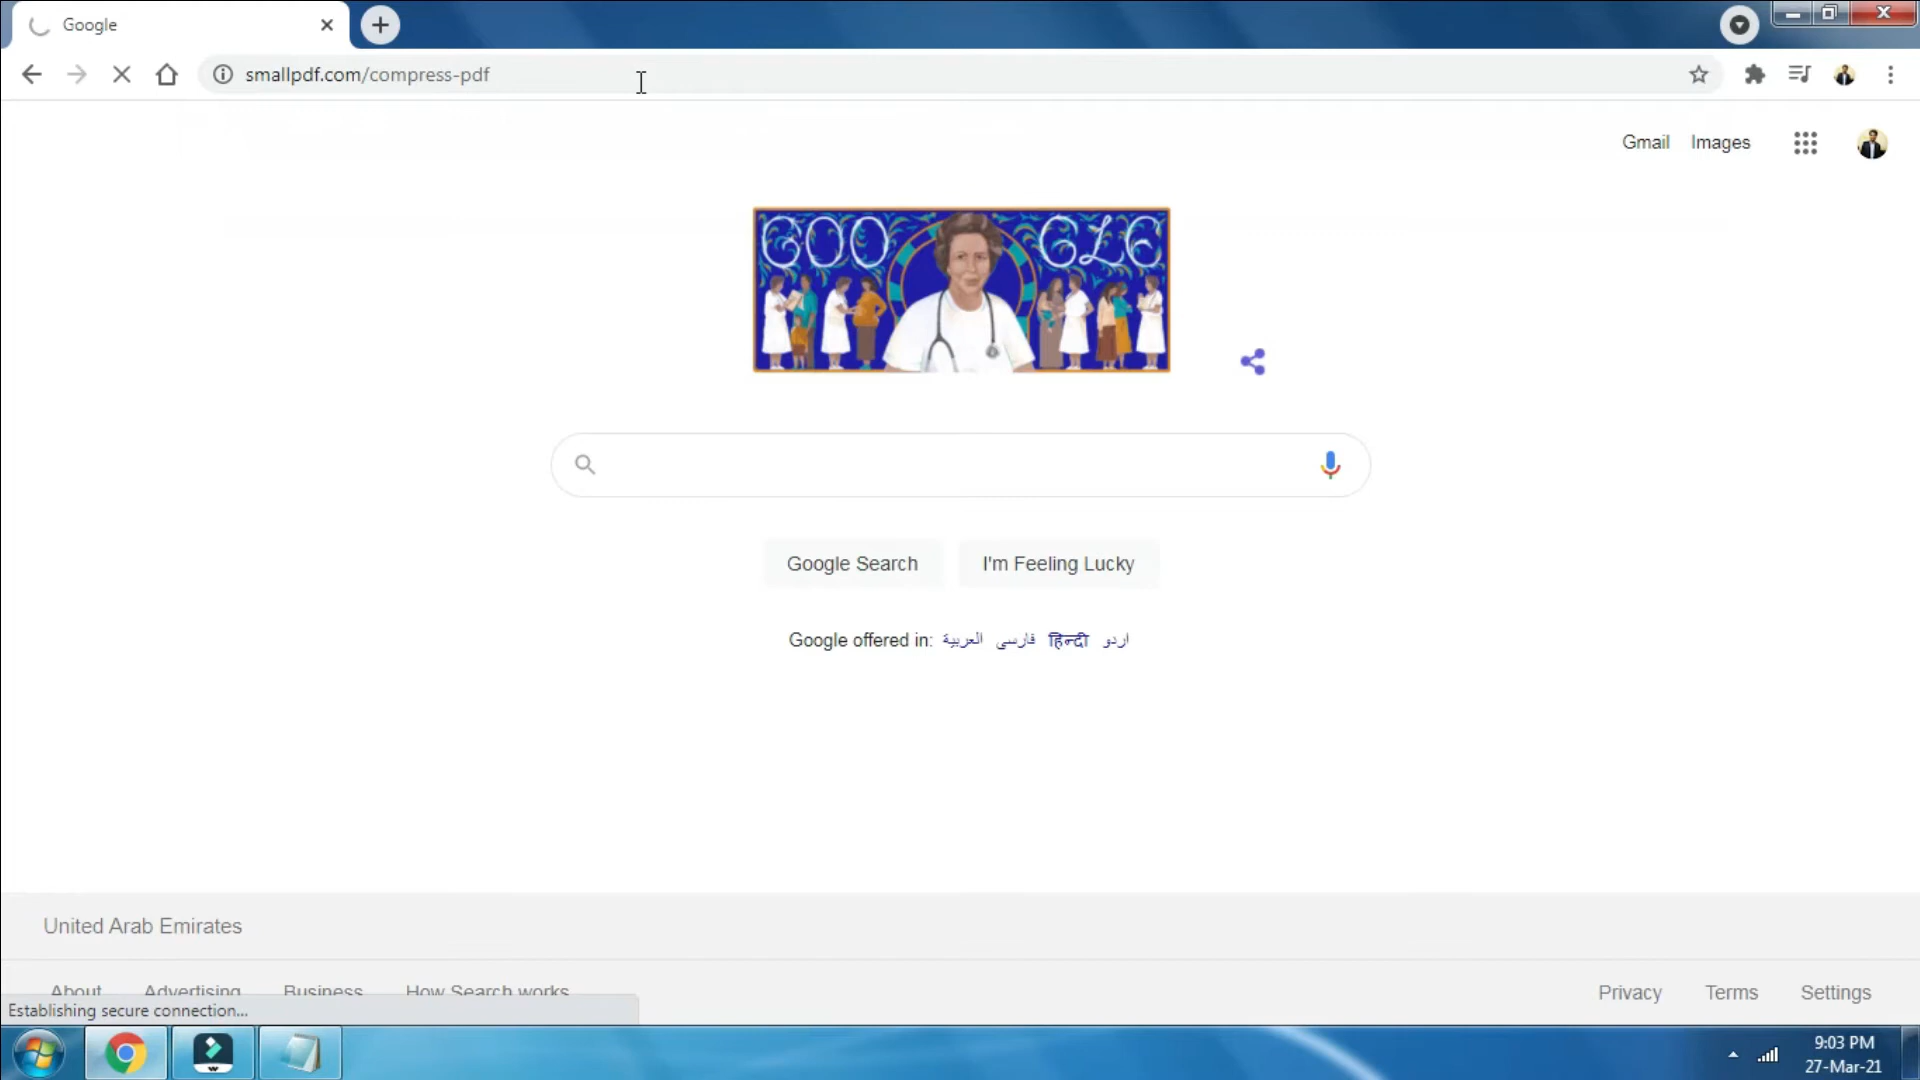 Google
smallpdf.com/compress-pdf
Gmail Images
GOO GLE
Google Search I'm Feeling Lucky
Google offered in: العربية فارسی हिन्दी اردو
United Arab Emirates
About Advertising Business How Search works Privacy Terms Settings
Establishing secure connection...
9:03 PM
27-Mar-21